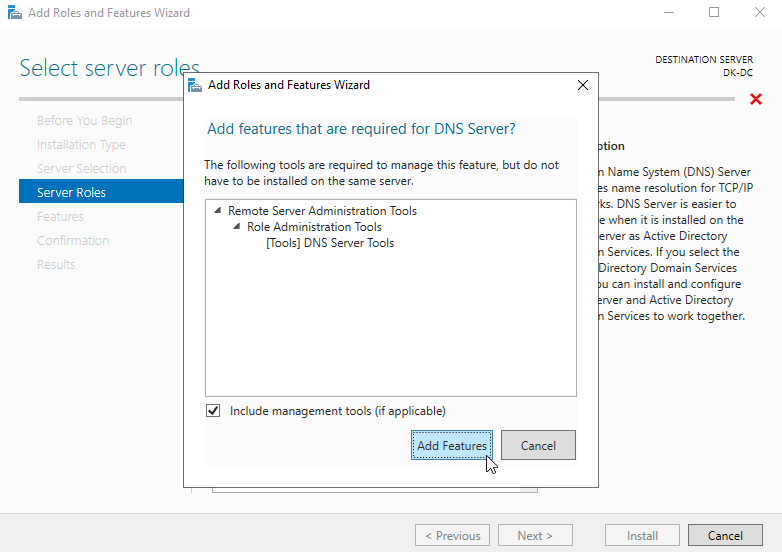 Add Roles and Features Wizard
Select server roles
DESTINATION SERVER
DK-DC
Before You Begin
Installation Type
Server Selection
Server Roles
Features
Confirmation
Results
Add Roles and Features Wizard
Add features that are required for DNS Server?
The following tools are required to manage this feature, but do not
have to be installed on the same server.
Remote Server Administration Tools
Role Administration Tools
[Tools] DNS Server Tools
Include management tools (if applicable)
Add Features
Cancel
Name System (DNS) Server
name resolution for TCP/IP
DNS Server is easier to
when it is installed on the
as Active Directory
Services. If you select the
Directory Domain Services
can install and configure
and Active Directory
Services to work together.
< Previous
Next >
Install
Cancel